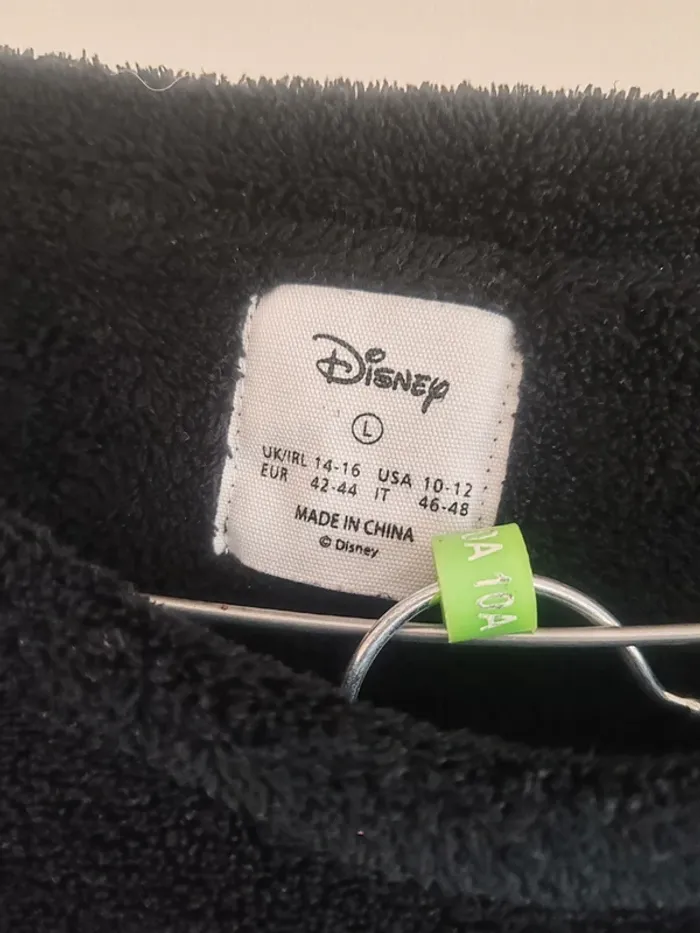 Disney
L
UK/IRL 14-16 USA 10-12
EUR 42-44 IT 46-48
MADE IN CHINA
© Disney
0A 10A